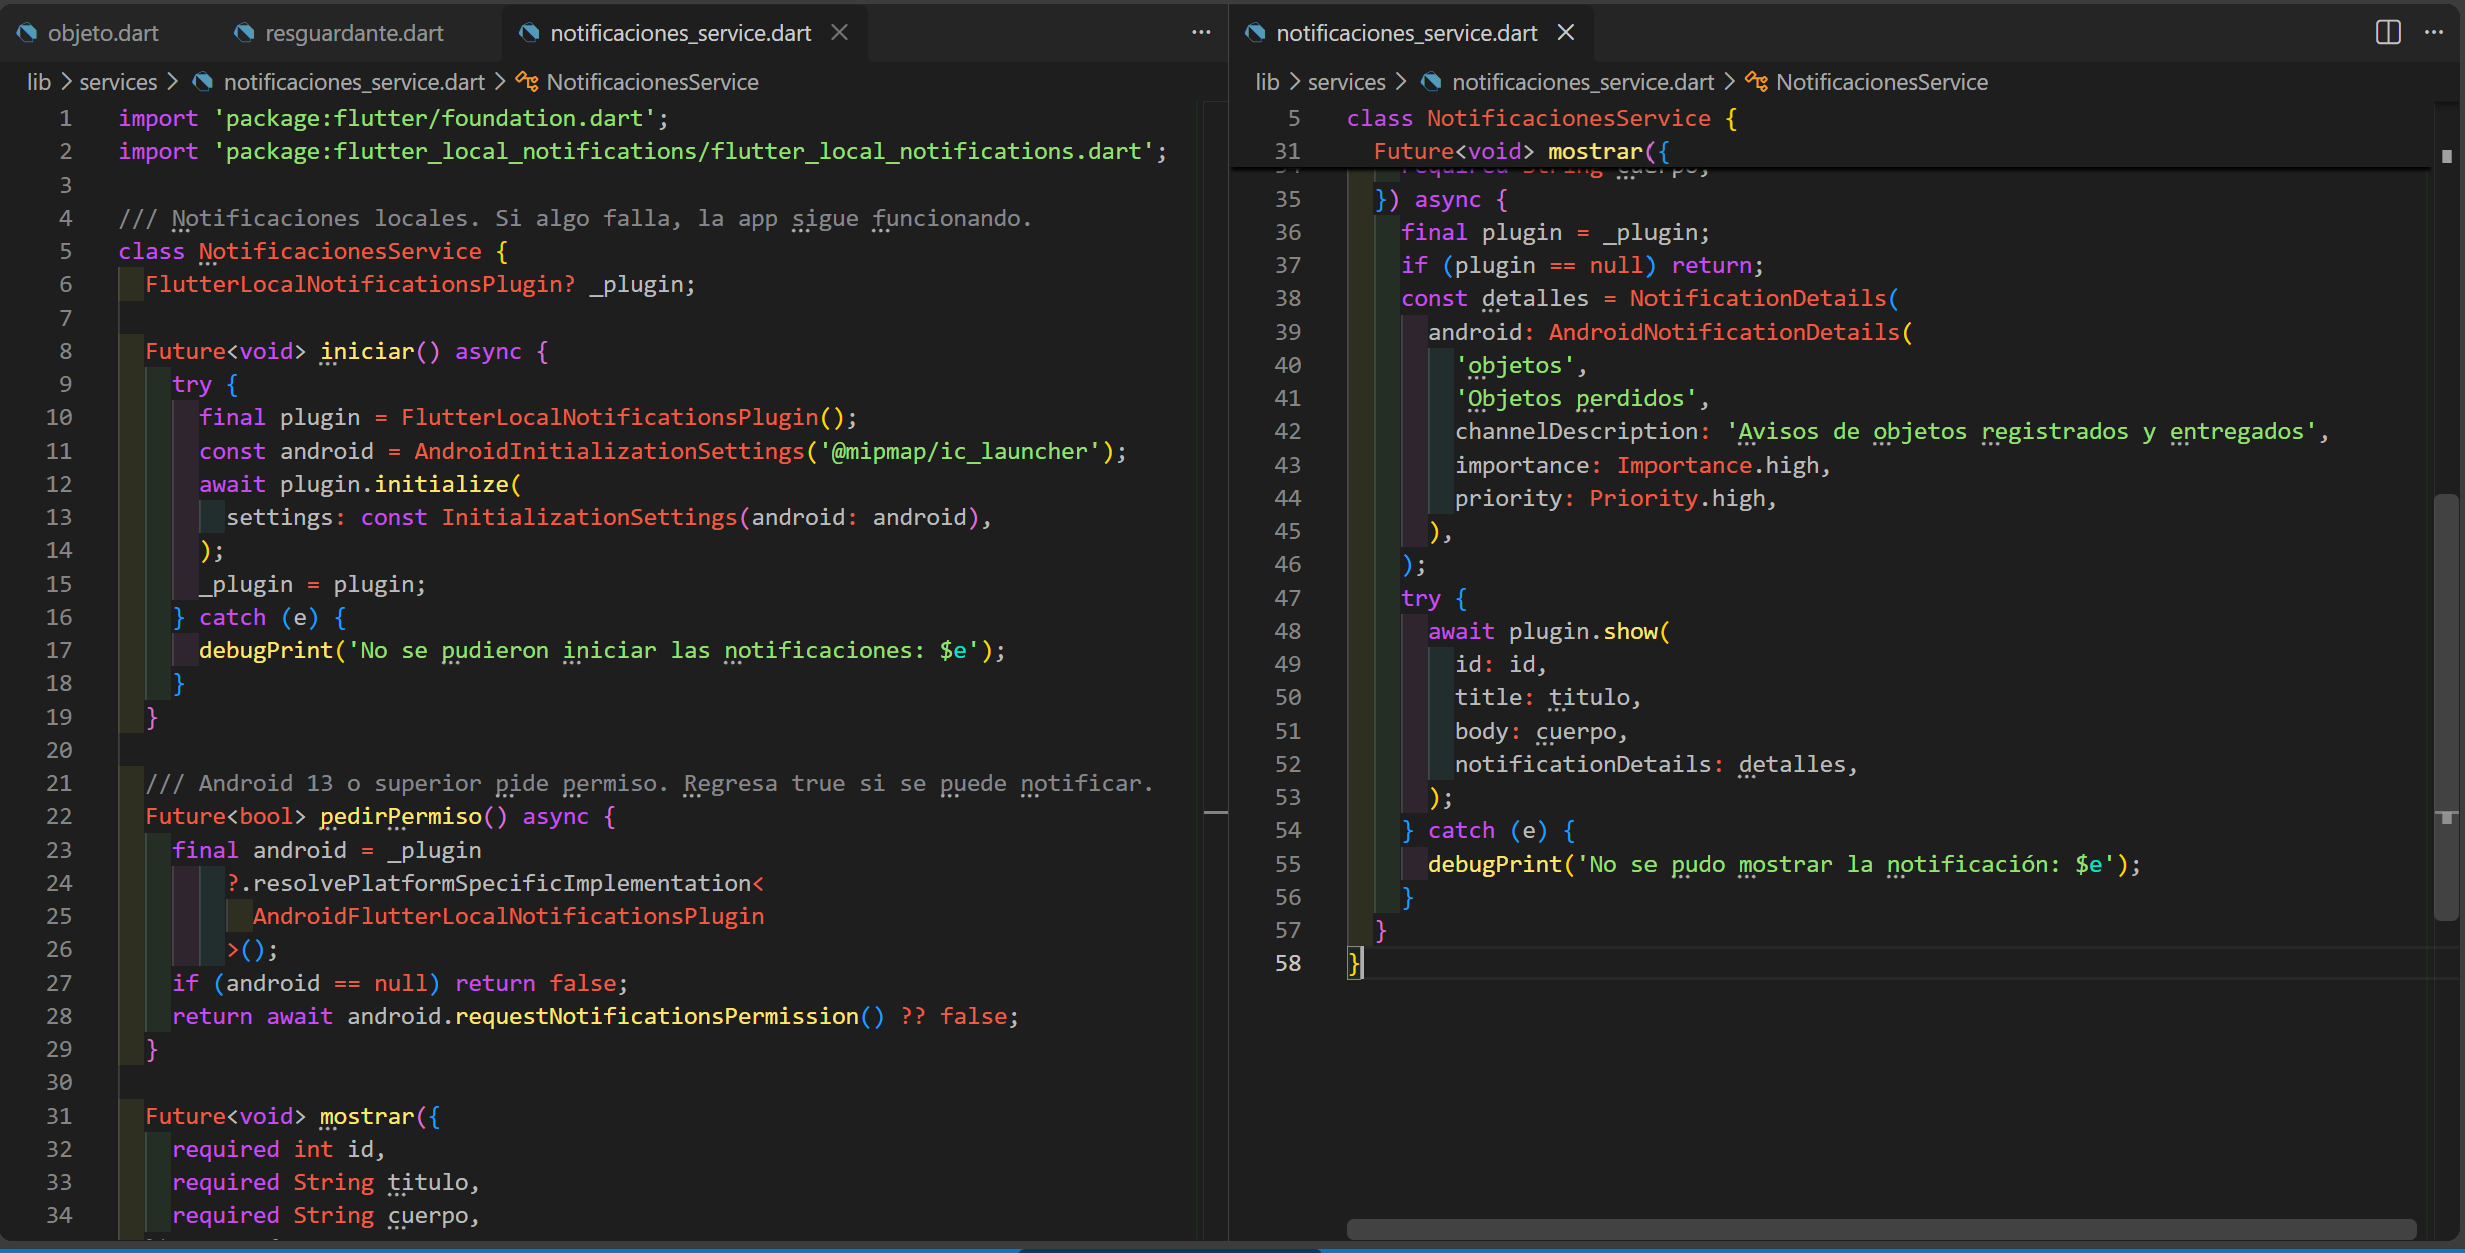 objeto.dart
resguardante.dart
notificaciones_service.dart
lib > services > notificaciones_service.dart > NotificacionesService
1 import 'package:flutter/foundation.dart';
2 import 'package:flutter_local_notifications/flutter_local_notifications.dart';
3
4 /// Notificaciones locales. Si algo falla, la app sigue funcionando.
5 class NotificacionesService {
6   FlutterLocalNotificationsPlugin? _plugin;
7
8   Future<void> iniciar() async {
9     try {
10       final plugin = FlutterLocalNotificationsPlugin();
11       const android = AndroidInitializationSettings('@mipmap/ic_launcher');
12       await plugin.initialize(
13         settings: const InitializationSettings(android: android),
14       );
15       _plugin = plugin;
16     } catch (e) {
17       debugPrint('No se pudieron iniciar las notificaciones: $e');
18     }
19   }
20
21   /// Android 13 o superior pide permiso. Regresa true si se puede notificar.
22   Future<bool> pedirPermiso() async {
23     final android = _plugin
24         ?.resolvePlatformSpecificImplementation<
25           AndroidFlutterLocalNotificationsPlugin
26         >();
27     if (android == null) return false;
28     return await android.requestNotificationsPermission() ?? false;
29   }
30
31   Future<void> mostrar({
32     required int id,
33     required String titulo,
34     required String cuerpo,
notificaciones_service.dart
lib > services > notificaciones_service.dart > NotificacionesService
5 class NotificacionesService {
31   Future<void> mostrar({
34     required String cuerpo,
35   }) async {
36     final plugin = _plugin;
37     if (plugin == null) return;
38     const detalles = NotificationDetails(
39       android: AndroidNotificationDetails(
40         'objetos',
41         'Objetos perdidos',
42         channelDescription: 'Avisos de objetos registrados y entregados',
43         importance: Importance.high,
44         priority: Priority.high,
45       ),
46     );
47     try {
48       await plugin.show(
49         id: id,
50         title: titulo,
51         body: cuerpo,
52         notificationDetails: detalles,
53       );
54     } catch (e) {
55       debugPrint('No se pudo mostrar la notificación: $e');
56     }
57   }
58 }